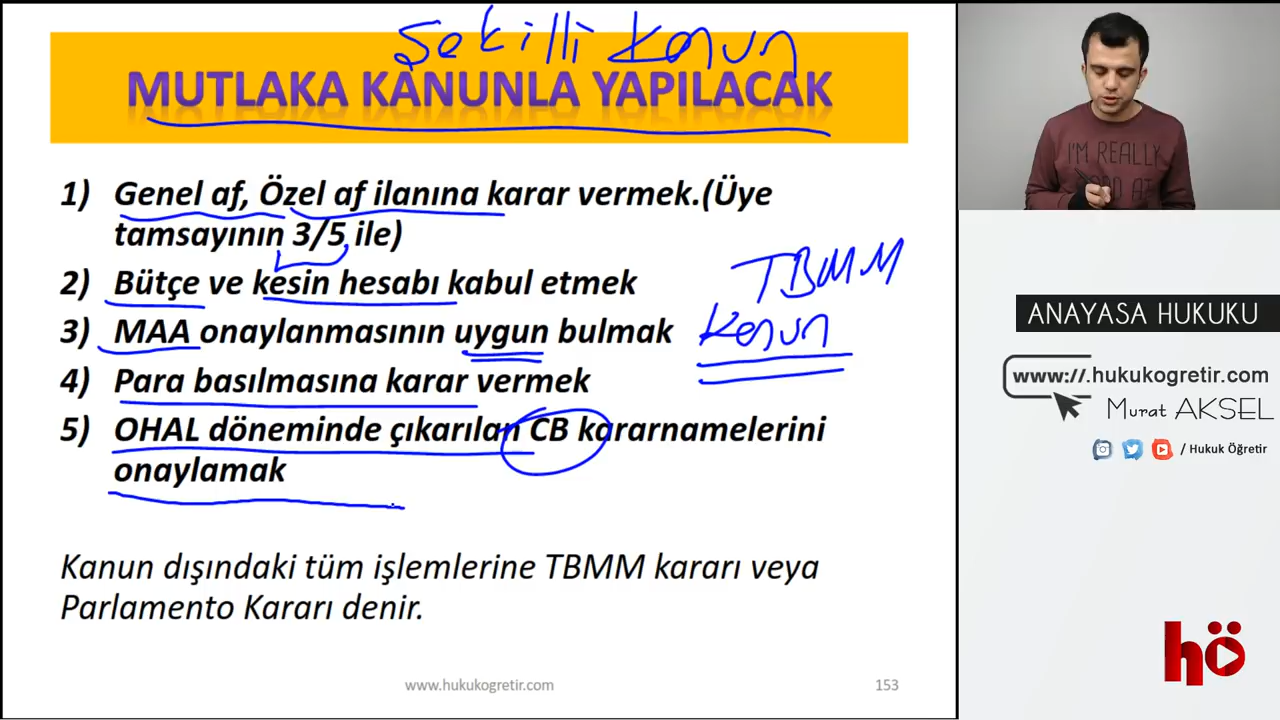 Şekilli Kanun
MUTLAKA KANUNLA YAPILACAK
1) Genel af, Özel af ilanına karar vermek.(Üye
tamsayının 3/5 ile)
2) Bütçe ve kesin hesabı kabul etmek
3) MAA onaylanmasının uygun bulmak
4) Para basılmasına karar vermek
5) OHAL döneminde çıkarılan CB kararnamelerini
onaylamak
TBMM
Kanun
Kanun dışındaki tüm işlemlerine TBMM kararı veya
Parlamento Kararı denir.
www.hukukogretir.com
153
I'M REALLY
ANAYASA HUKUKU
www://.hukukogretir.com
Murat AKSEL
/ Hukuk Öğretir
hö